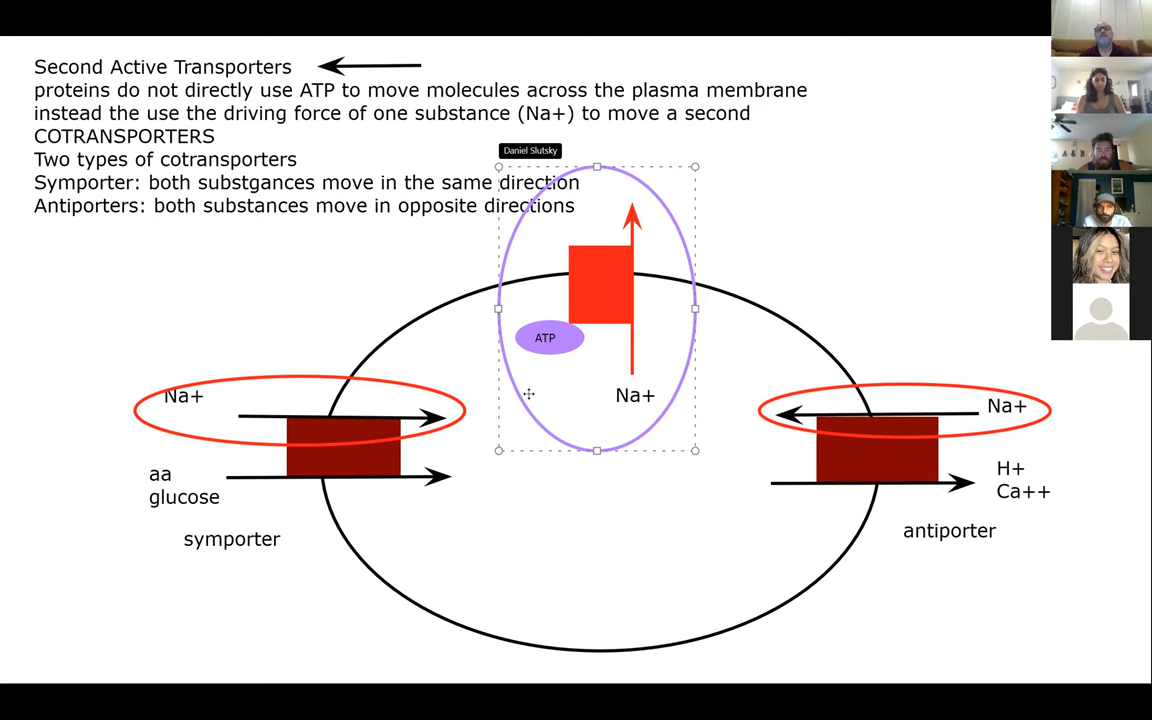 Second Active Transporters
proteins do not directly use ATP to move molecules across the plasma membrane
instead the use the driving force of one substance (Na+) to move a second
COTRANSPORTERS
Two types of cotransporters
Daniel Slutsky
Symporter: both substgances move in the same direction
Antiporters: both substances move in opposite directions
ATP
Na+
Na+
Na+
aa
glucose
H+
Ca++
symporter
antiporter